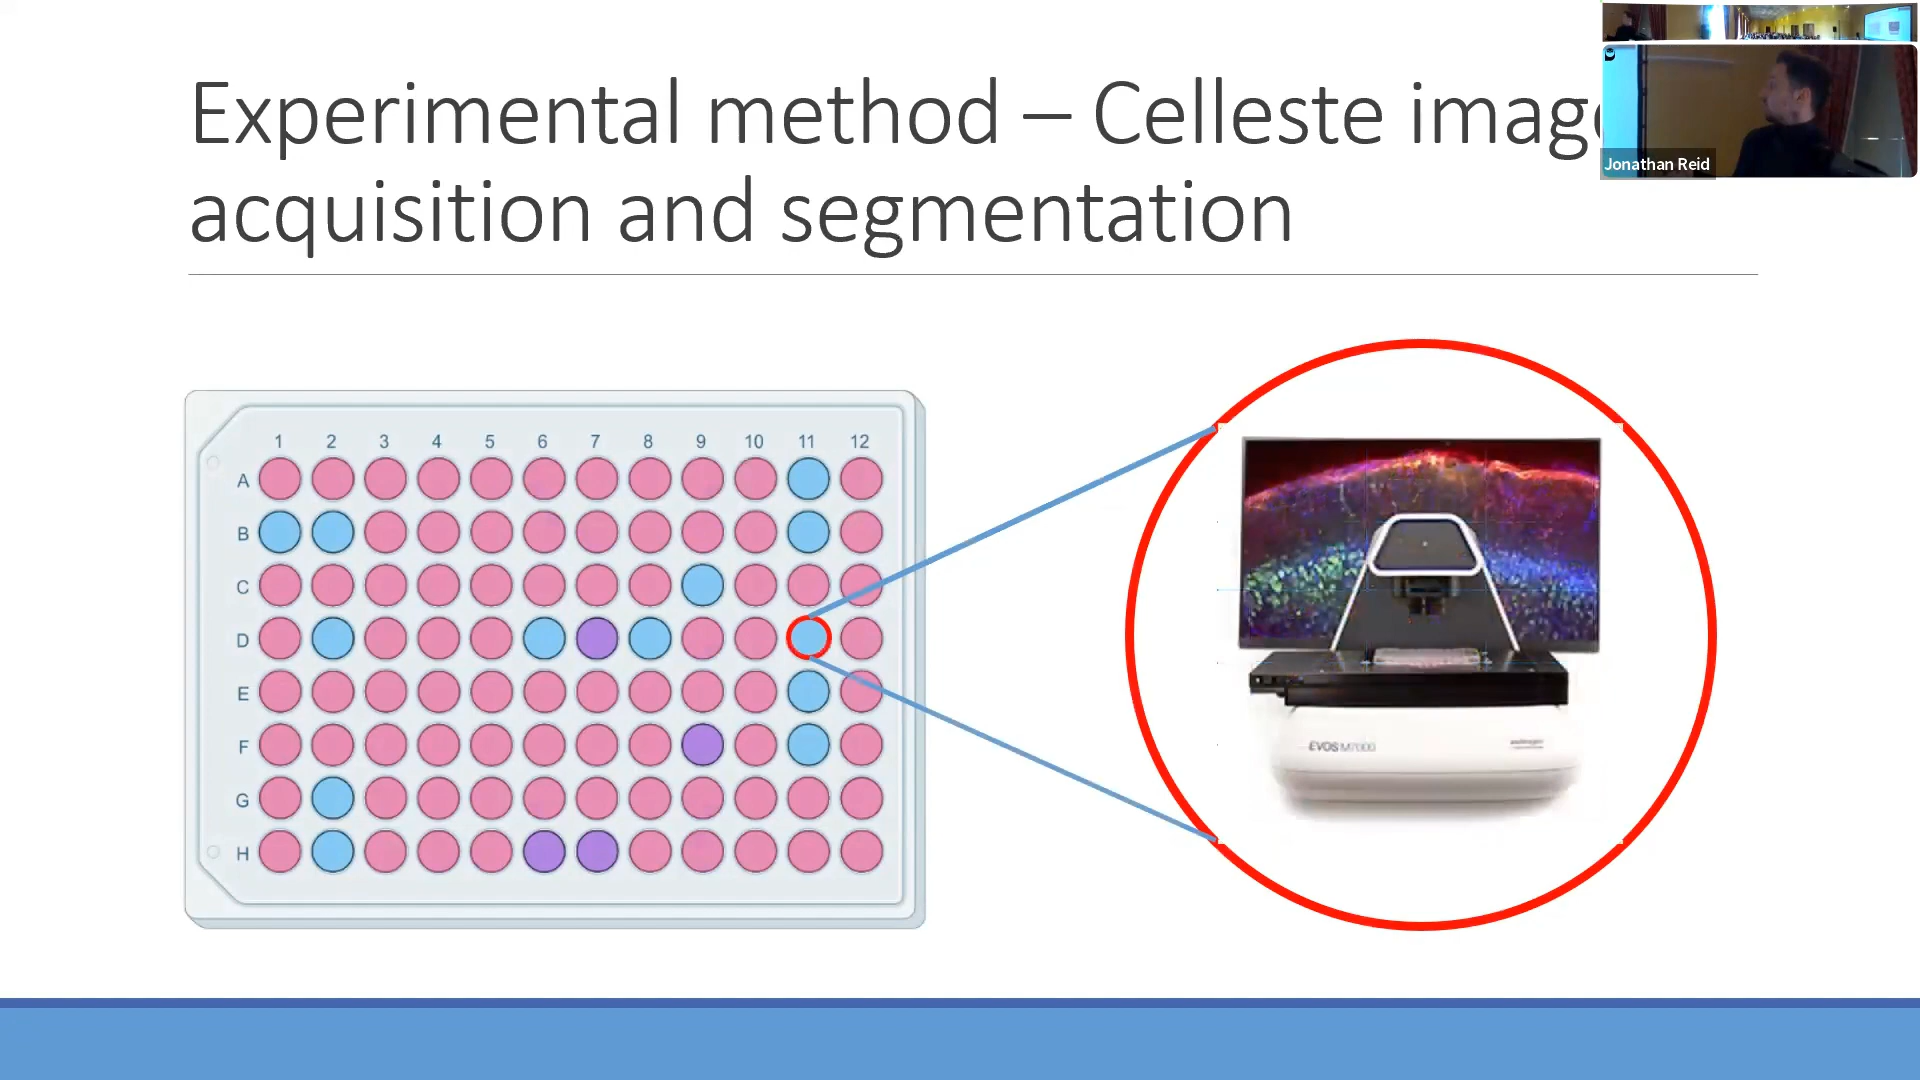 Experimental method – Celleste imag
acquisition and segmentation
Jonathan Reid
1 2 3 4 5 6 7 8 9 10 11 12
A
B
C
D
E
F
G
H
EVOS M7000